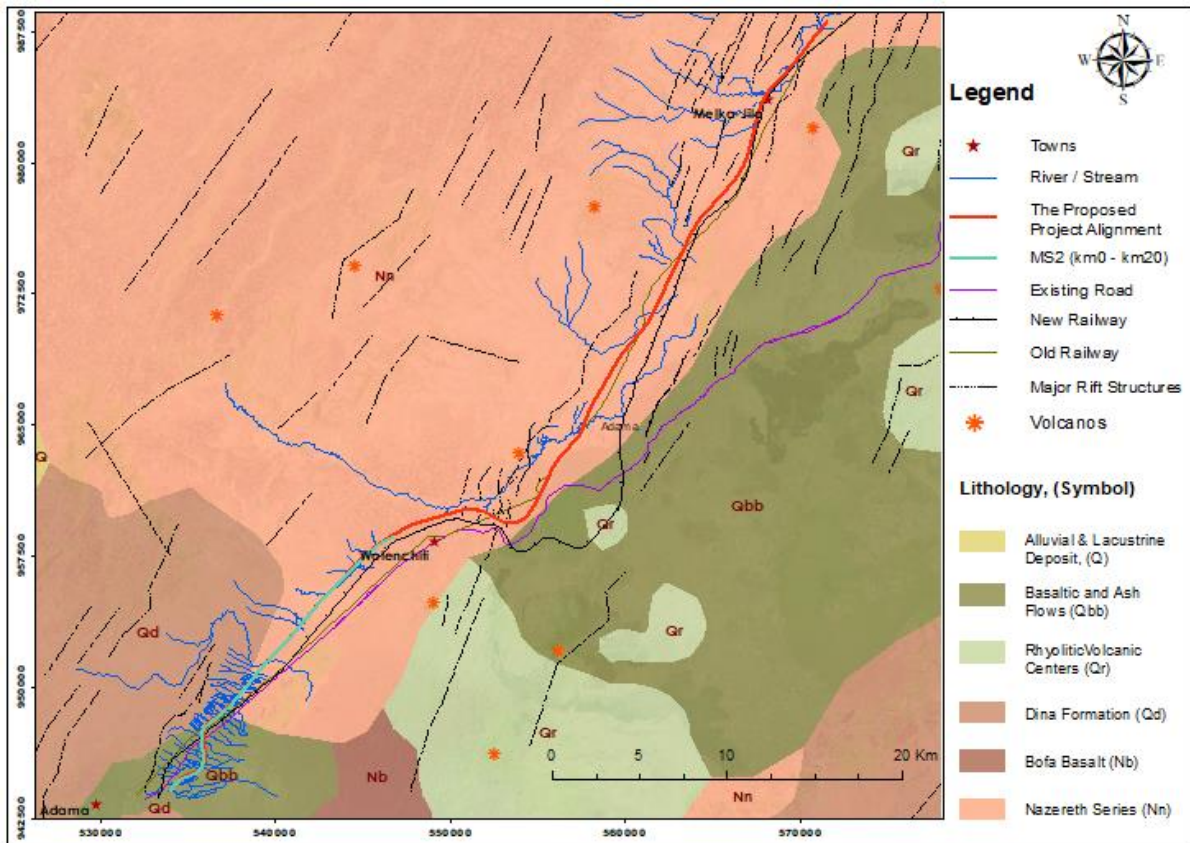 N
W
E
S
Legend
Towns
River / Stream
The Proposed
Project Alignment
MS2 (km0 - km20)
Existing Road
New Railway
Old Railway
Major Rift Structures
Volcanos
Lithology, (Symbol)
Alluvial & Lacustrine
Deposit, (Q)
Basaltic and Ash
Flows (Qbb)
RhyoliticVolcanic
Centers (Qr)
Dina Formation (Qd)
Bofa Basalt (Nb)
Nazereth Series (Nn)
987500
980000
972500
965000
957500
950000
942500
Melka Jilo
Qr
Nn
Qr
Adama
Q
Qbb
Qr
Wolenchiti
Qd
Qr
Qr
Qbb
Nb
Nn
Adama
Qd
0
5
10
20 Km
530000
540000
550000
560000
570000